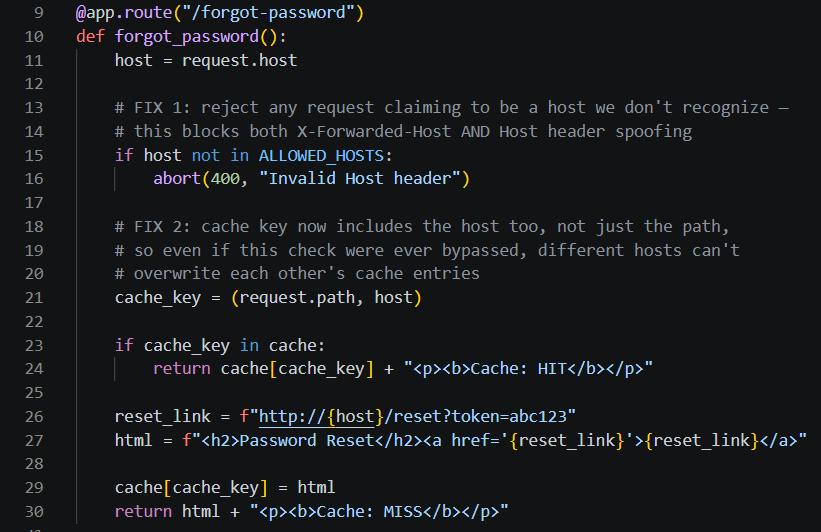 9 @app.route("/forgot-password")
10 def forgot_password():
11     host = request.host
12
13     # FIX 1: reject any request claiming to be a host we don't recognize —
14     # this blocks both X-Forwarded-Host AND Host header spoofing
15     if host not in ALLOWED_HOSTS:
16         abort(400, "Invalid Host header")
17
18     # FIX 2: cache key now includes the host too, not just the path,
19     # so even if this check were ever bypassed, different hosts can't
20     # overwrite each other's cache entries
21     cache_key = (request.path, host)
22
23     if cache_key in cache:
24         return cache[cache_key] + "<p><b>Cache: HIT</b></p>"
25
26     reset_link = f"http://{host}/reset?token=abc123"
27     html = f"<h2>Password Reset</h2><a href='{reset_link}'>{reset_link}</a>"
28
29     cache[cache_key] = html
30     return html + "<p><b>Cache: MISS</b></p>"